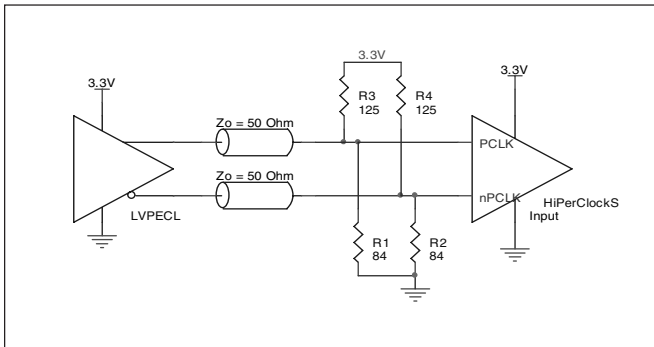 3.3V
3.3V
3.3V
R3
125
R4
125
Zo = 50 Ohm
PCLK
Zo = 50 Ohm
nPCLK
HiPerClockS
Input
LVPECL
R1
84
R2
84